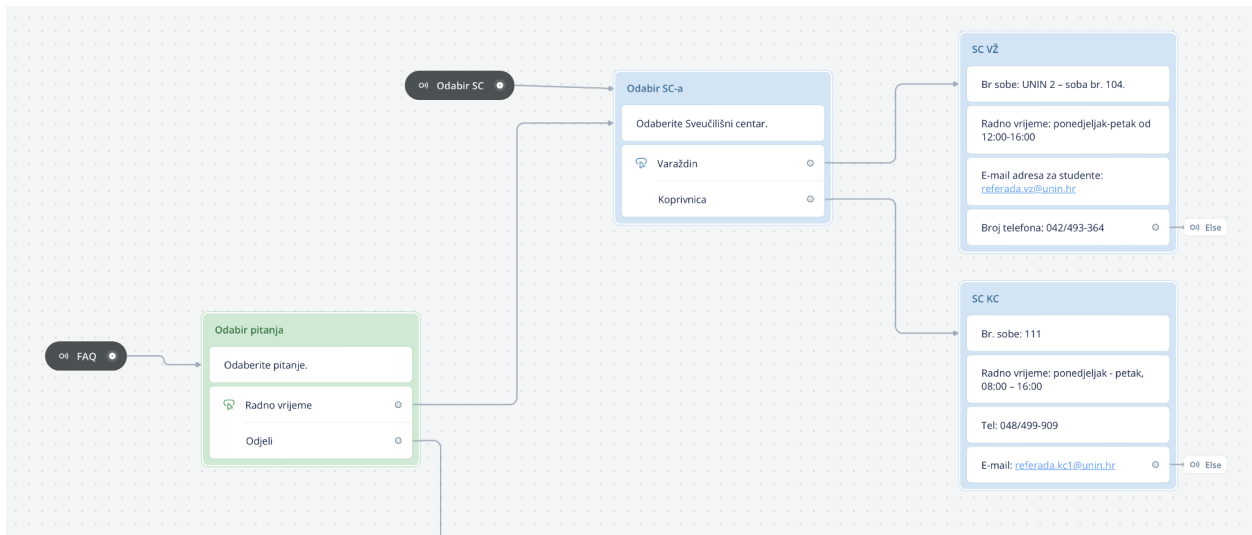 SC VŽ
Odabir SC
Odabir SC-a
Br sobe: UNIN 2 – soba br. 104.
Odaberite Sveučilišni centar.
Radno vrijeme: ponedjeljak-petak od
12:00-16:00
Varaždin
E-mail adresa za studente:
referada.vz@unin.hr
Koprivnica
Broj telefona: 042/493-364
Else
SC KC
Odabir pitanja
Br. sobe: 111
FAQ
Odaberite pitanje.
Radno vrijeme: ponedjeljak - petak,
08:00 – 16:00
Radno vrijeme
Tel: 048/499-909
Odjeli
E-mail: referada.kc1@unin.hr
Else